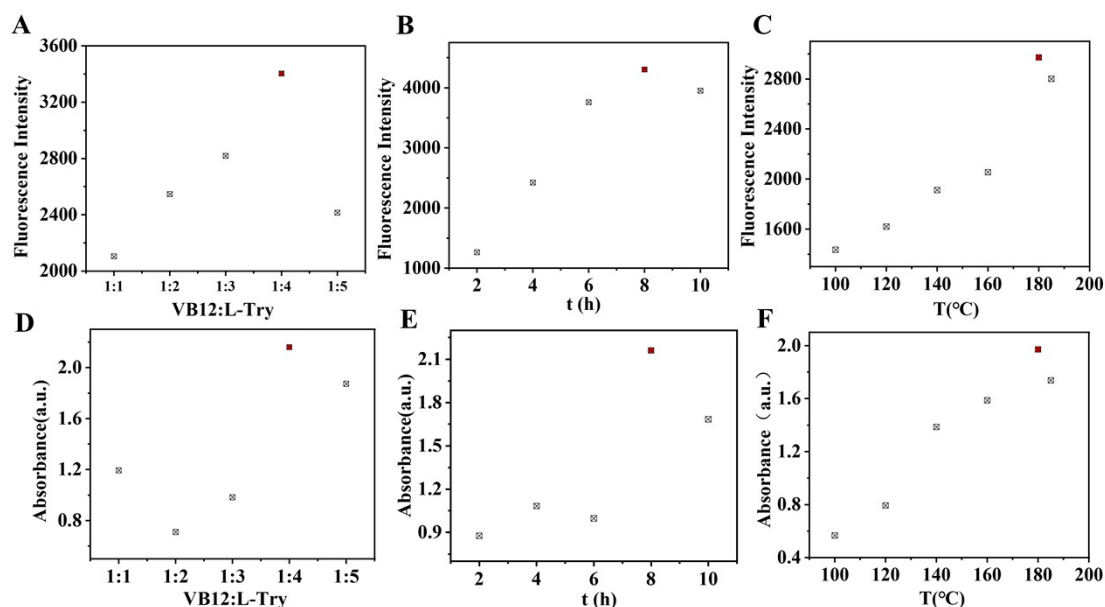 A
3600
3200
2800
2400
2000
Fluorescence Intensity
1:1 1:2 1:3 1:4 1:5
VB12:L-Try
B
4000
3000
2000
1000
Fluorescence Intensity
2 4 6 8 10
t (h)
C
2800
2400
2000
1600
Fluorescence Intensity
100 120 140 160 180 200
T(°C)
D
2.0
1.6
1.2
0.8
Absorbance(a.u.)
1:1 1:2 1:3 1:4 1:5
VB12:L-Try
E
2.1
1.8
1.5
1.2
0.9
Absorbance(a.u.)
2 4 6 8 10
t (h)
F
2.0
1.6
1.2
0.8
0.4
Absorbance（a.u.）
100 120 140 160 180 200
T(°C)